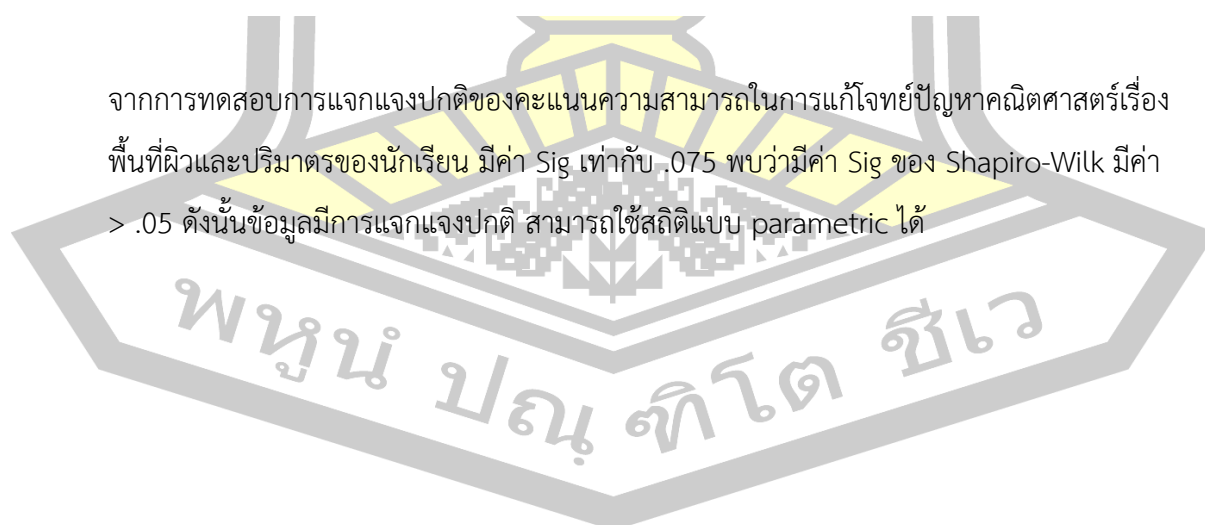 จากการทดสอบการแจกแจงปกติของคะแนนความสามารถในการแก้โจทย์ปัญหาคณิตศาสตร์เรื่อง
พื้นที่ผิวและปริมาตรของนักเรียน มีค่า Sig เท่ากับ .075 พบว่ามีค่า Sig ของ Shapiro-Wilk มีค่า
> .05 ดังนั้นข้อมูลมีการแจกแจงปกติ สามารถใช้สถิติแบบ parametric ได้
พหูนํ ปณฺ ฑิโต ชีเว